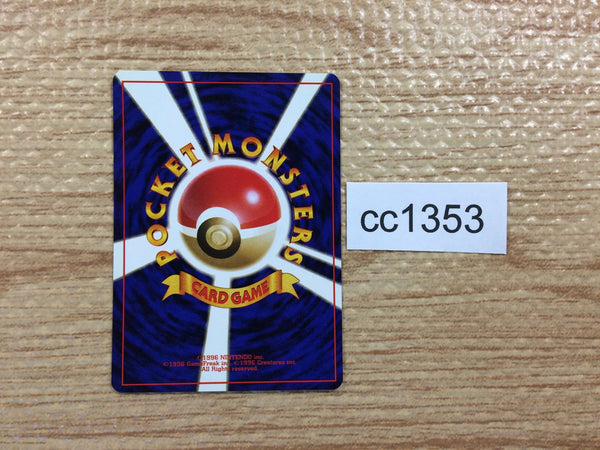 POCKET MONSTERS
CARD GAME
©1996 NINTENDO inc.
©1996 GameFreak inc. ©1996 Creatures inc.
All Rights reserved.
cc1353